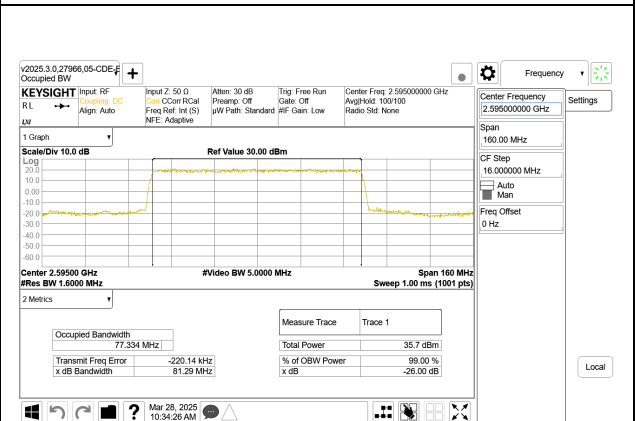 v2025.3.0,27966,05-CDE-E
Occupied BW
Frequency
KEYSIGHT
Input: RF
Input Z: 50 Ω
Atten: 30 dB
Trig: Free Run
Center Freq: 2.595000000 GHz
RL
Coupling: DC
Corr CCorr RCal
Preamp: Off
Gate: Off
Avg|Hold: 100/100
Align: Auto
Freq Ref: Int (S)
µW Path: Standard
#IF Gain: Low
Radio Std: None
NFE: Adaptive
Center Frequency
2.595000000 GHz
Settings
Span
160.00 MHz
CF Step
16.000000 MHz
Auto
Man
Freq Offset
0 Hz
1 Graph
Scale/Div 10.0 dB
Ref Value 30.00 dBm
Log
20.0
10.0
0.00
-10.0
-20.0
-30.0
-40.0
-50.0
-60.0
Center 2.59500 GHz
#Video BW 5.0000 MHz
Span 160 MHz
#Res BW 1.6000 MHz
Sweep 1.00 ms (1001 pts)
2 Metrics
Measure Trace
Trace 1
Occupied Bandwidth
77.334 MHz
Total Power
35.7 dBm
Transmit Freq Error
-220.14 kHz
% of OBW Power
99.00 %
x dB Bandwidth
81.29 MHz
x dB
-26.00 dB
Local
?
Mar 28, 2025
10:34:26 AM